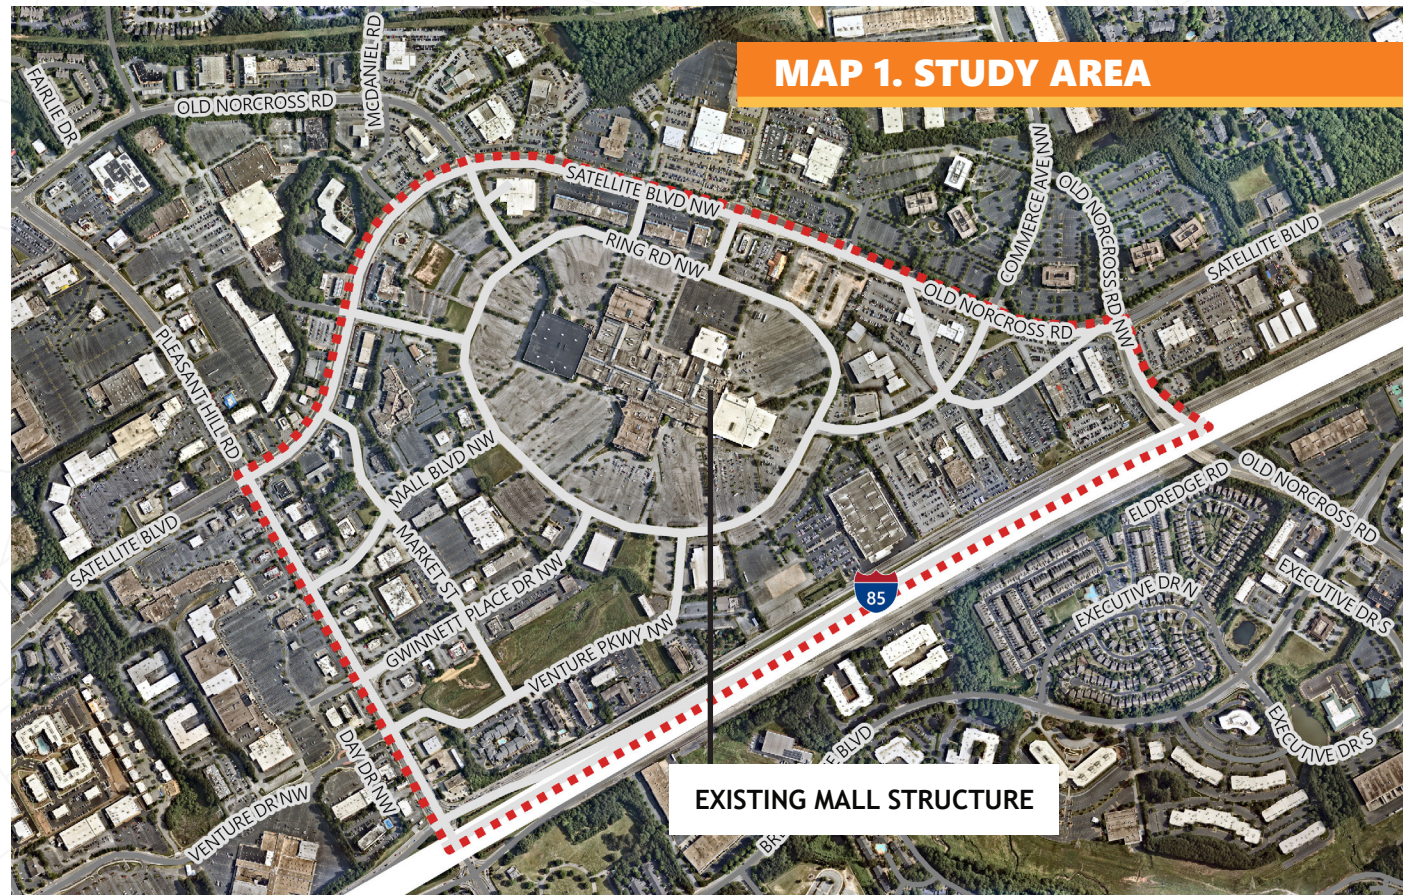 MAP 1. STUDY AREA
FAIRLIE DR
OLD NORCROSS RD
MCDANIEL RD
SATELLITE BLVD NW
RING RD NW
COMMERCE AVE NW
OLD NORCROSS RD NW
SATELLITE BLVD
OLD NORCROSS RD
PLEASANT HILL RD
MALL BLVD NW
SATELLITE BLVD
MARKET ST
GWINNETT PLACE DR NW
VENTURE PKWY NW
85
ELDREDGE RD
OLD NORCROSS RD
EXECUTIVE DR N
EXECUTIVE DR S
EXECUTIVE DR S
DAY DR NW
VENTURE DR NW
E BLVD
EXISTING MALL STRUCTURE